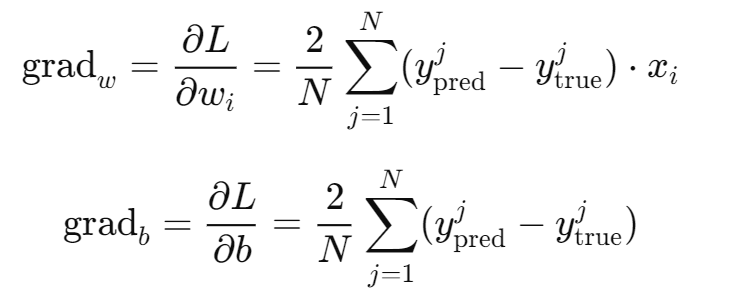 grad_w = ∂L/∂w_i = 2/N ∑_{j=1}^{N} (y_pred^j − y_true^j) · x_i
grad_b = ∂L/∂b = 2/N ∑_{j=1}^{N} (y_pred^j − y_true^j)